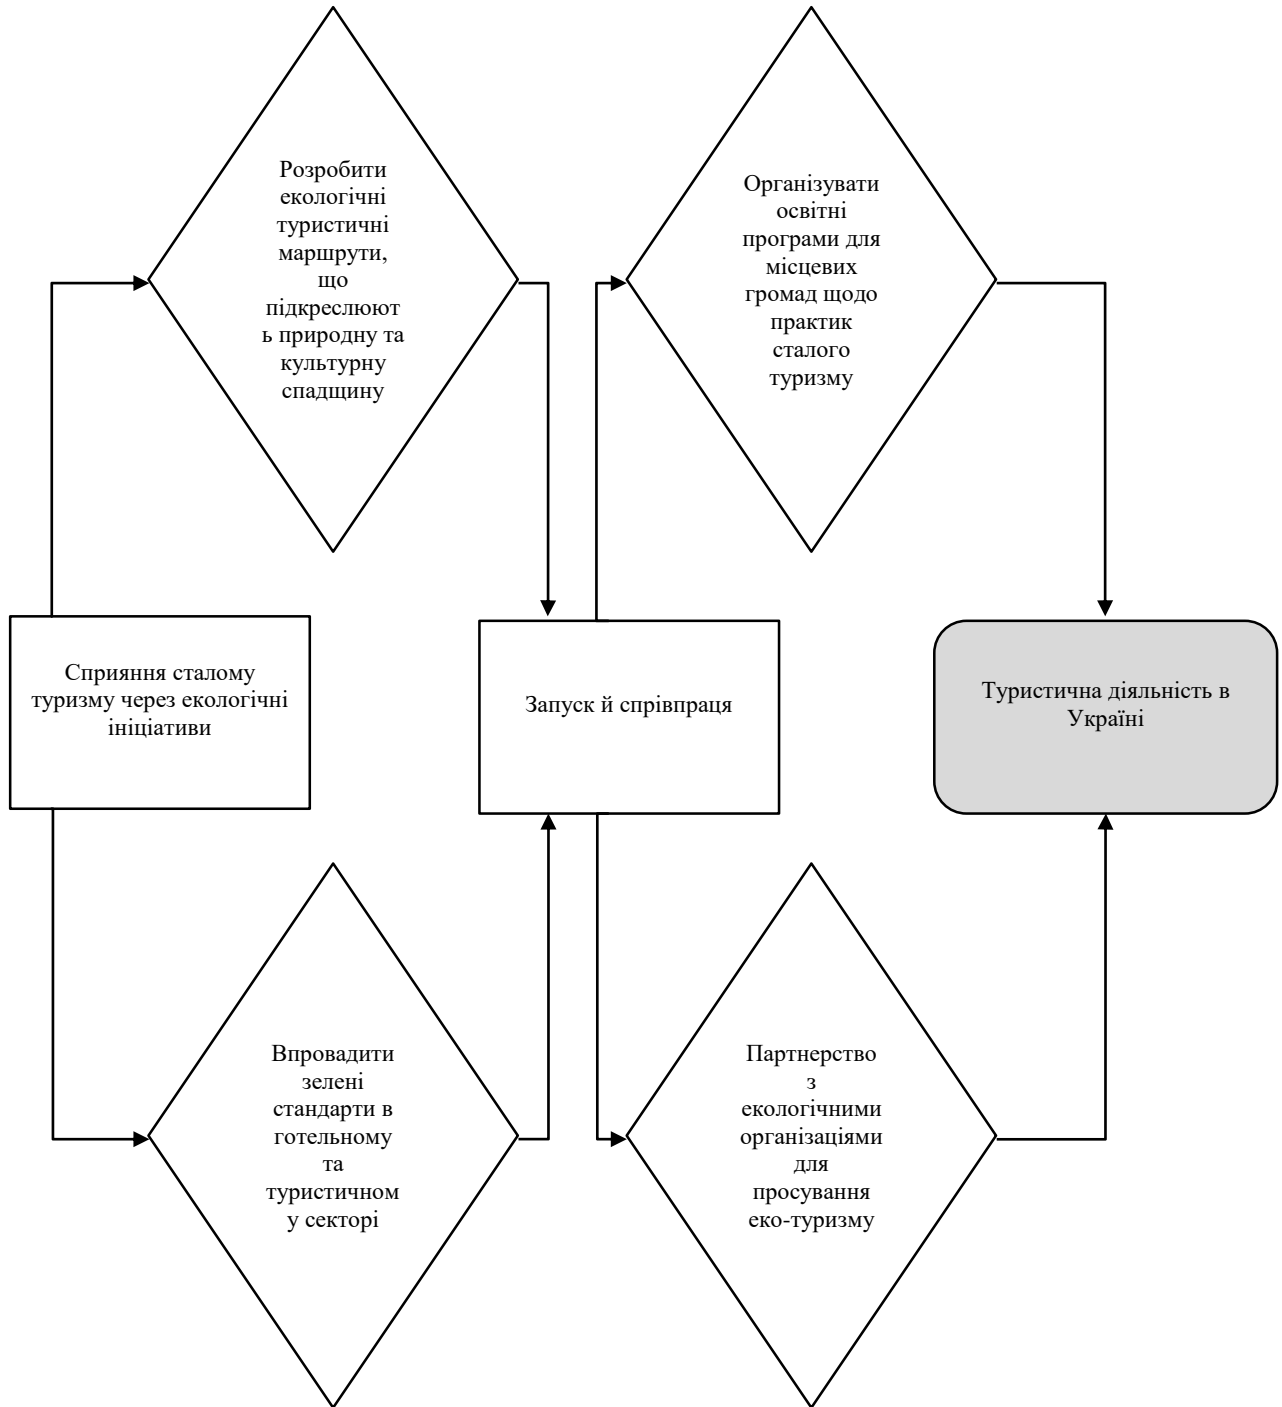 Розробити
екологічні
туристичні
маршрути,
що
підкреслюют
ь природну та
культурну
спадщину
Організувати
освітні
програми для
місцевих
громад щодо
практик
сталого
туризму
Сприяння сталому
туризму через екологічні
ініціативи
Запуск й спрівпраця
Туристична діяльність в
Україні
Впровадити
зелені
стандарти в
готельному
та
туристичном
у секторі
Партнерство
з
екологічними
організаціями
для
просування
еко-туризму